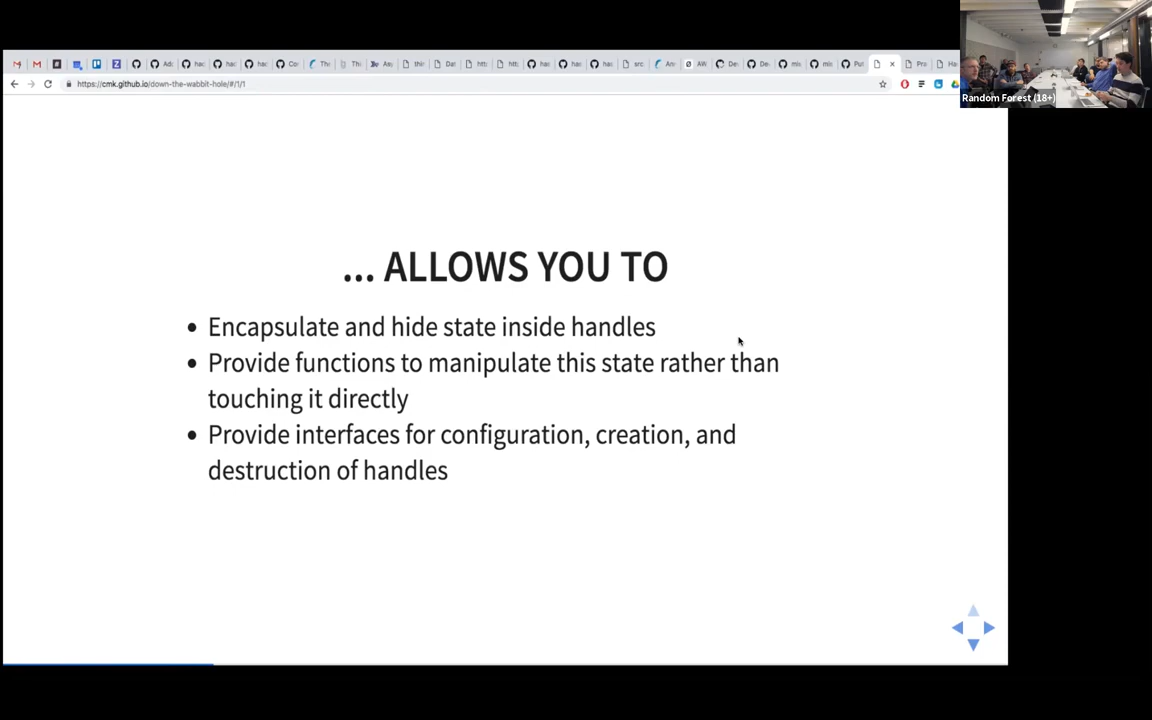 https://cmk.github.io/down-the-wabbit-hole/#/1/1
Random Forest (18+)
... ALLOWS YOU TO
• Encapsulate and hide state inside handles
• Provide functions to manipulate this state rather than
touching it directly
• Provide interfaces for configuration, creation, and
destruction of handles